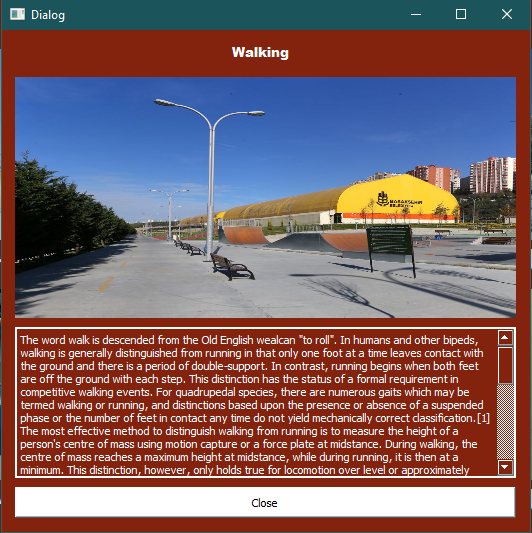 Dialog
Walking
BAŞAKŞEHİR
BELEDİYESİ
The word walk is descended from the Old English wealcan "to roll". In humans and other bipeds,
walking is generally distinguished from running in that only one foot at a time leaves contact with
the ground and there is a period of double-support. In contrast, running begins when both feet
are off the ground with each step. This distinction has the status of a formal requirement in
competitive walking events. For quadrupedal species, there are numerous gaits which may be
termed walking or running, and distinctions based upon the presence or absence of a suspended
phase or the number of feet in contact any time do not yield mechanically correct classification.[1]
The most effective method to distinguish walking from running is to measure the height of a
person's centre of mass using motion capture or a force plate at midstance. During walking, the
centre of mass reaches a maximum height at midstance, while during running, it is then at a
minimum. This distinction, however, only holds true for locomotion over level or approximately
Close